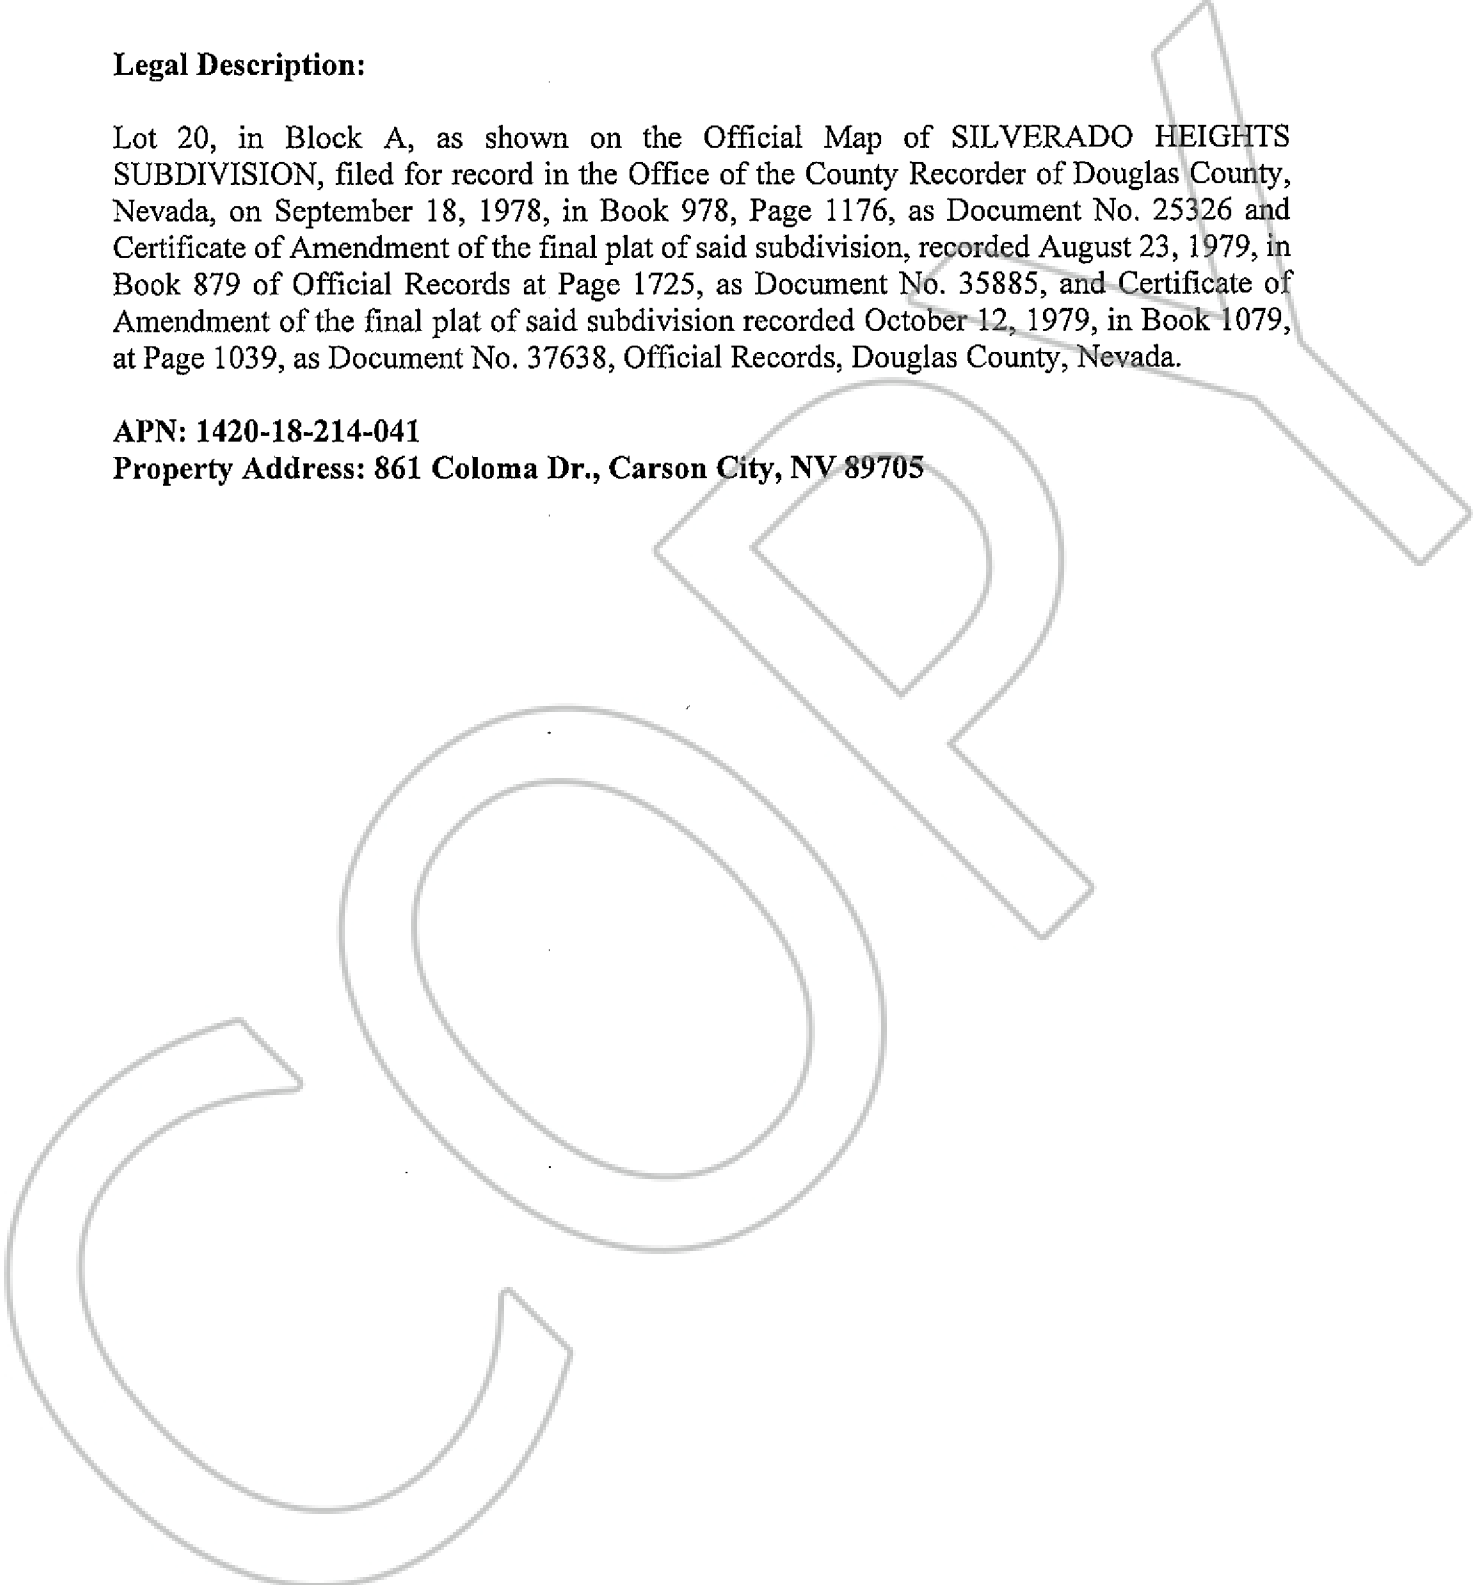 Legal Description:
Lot 20, in Block A, as shown on the Official Map of SILVERADO HEIGHTS
SUBDIVISION, filed for record in the Office of the County Recorder of Douglas County,
Nevada, on September 18, 1978, in Book 978, Page 1176, as Document No. 25326 and
Certificate of Amendment of the final plat of said subdivision, recorded August 23, 1979, in
Book 879 of Official Records at Page 1725, as Document No. 35885, and Certificate of
Amendment of the final plat of said subdivision recorded October 12, 1979, in Book 1079,
at Page 1039, as Document No. 37638, Official Records, Douglas County, Nevada.
APN: 1420-18-214-041
Property Address: 861 Coloma Dr., Carson City, NV 89705
COPY